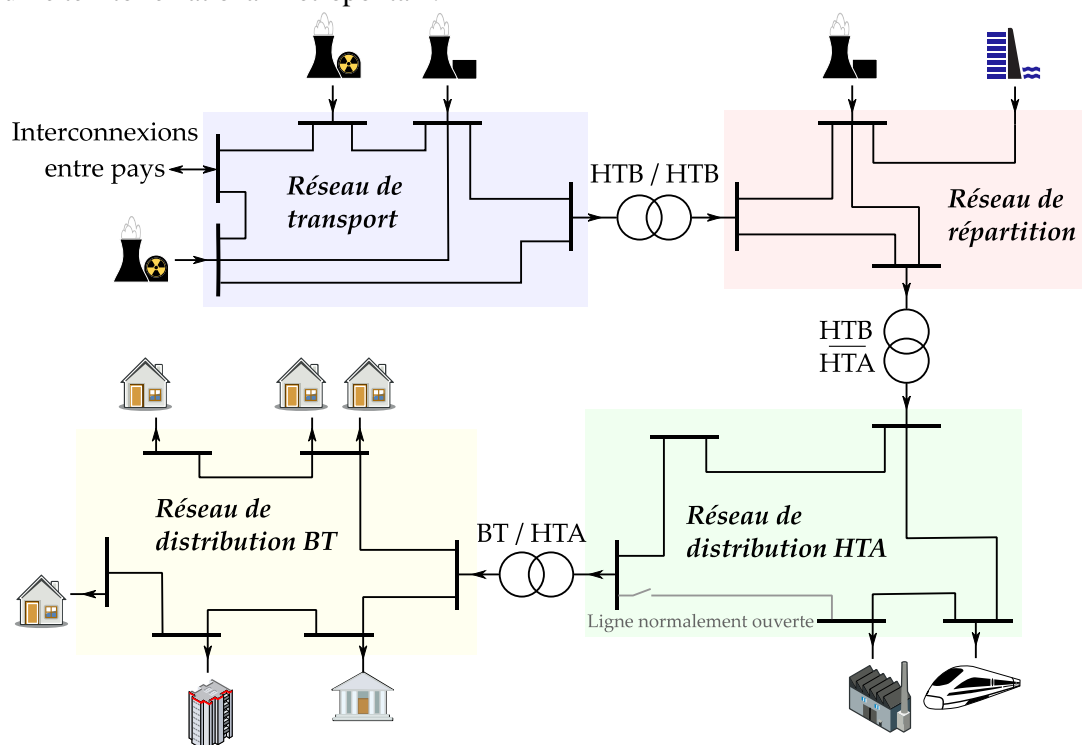 Interconnexions
entre pays
Réseau de
transport
HTB / HTB
Réseau de
répartition
HTB
HTA
Réseau de
distribution BT
BT / HTA
Réseau de
distribution HTA
Ligne normalement ouverte